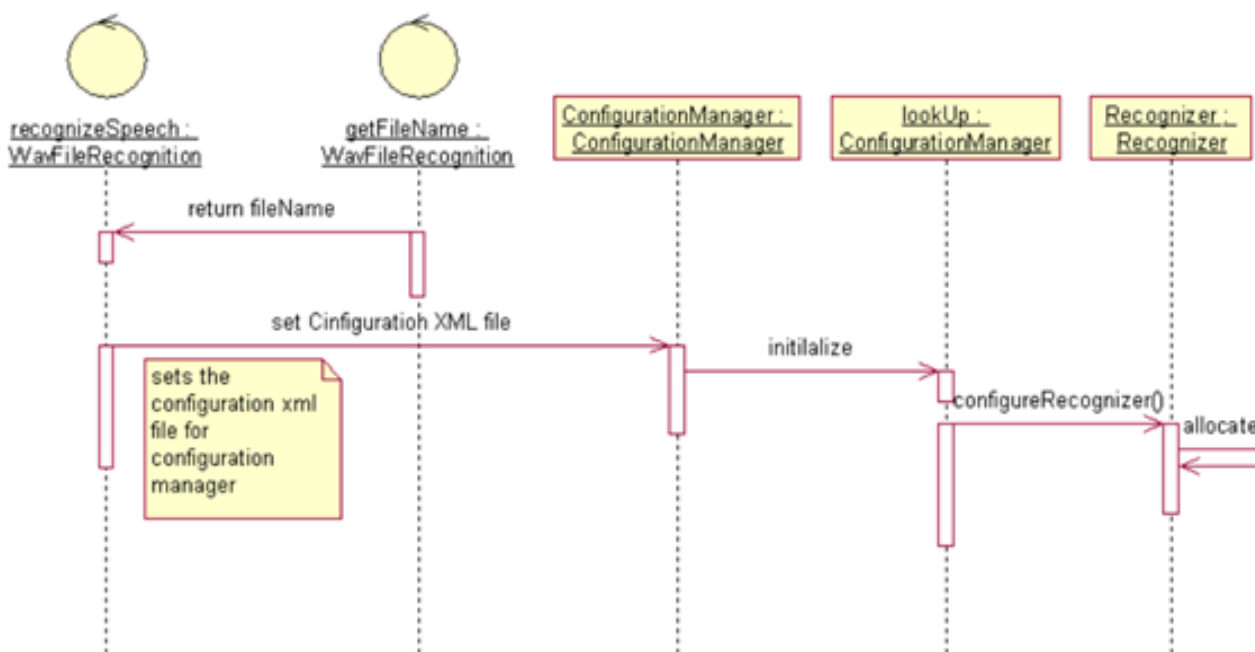 recognizeSpeech :
WavFileRecognition
getFileName :
WavFileRecognition
ConfigurationManager :
ConfigurationManager
lookUp :
ConfigurationManager
Recognizer :
Recognizer
return fileName
set Cinfiguration XML file
initilalize
sets the
configuration xml
file for
configuration
manager
configureRecognizer()
allocate